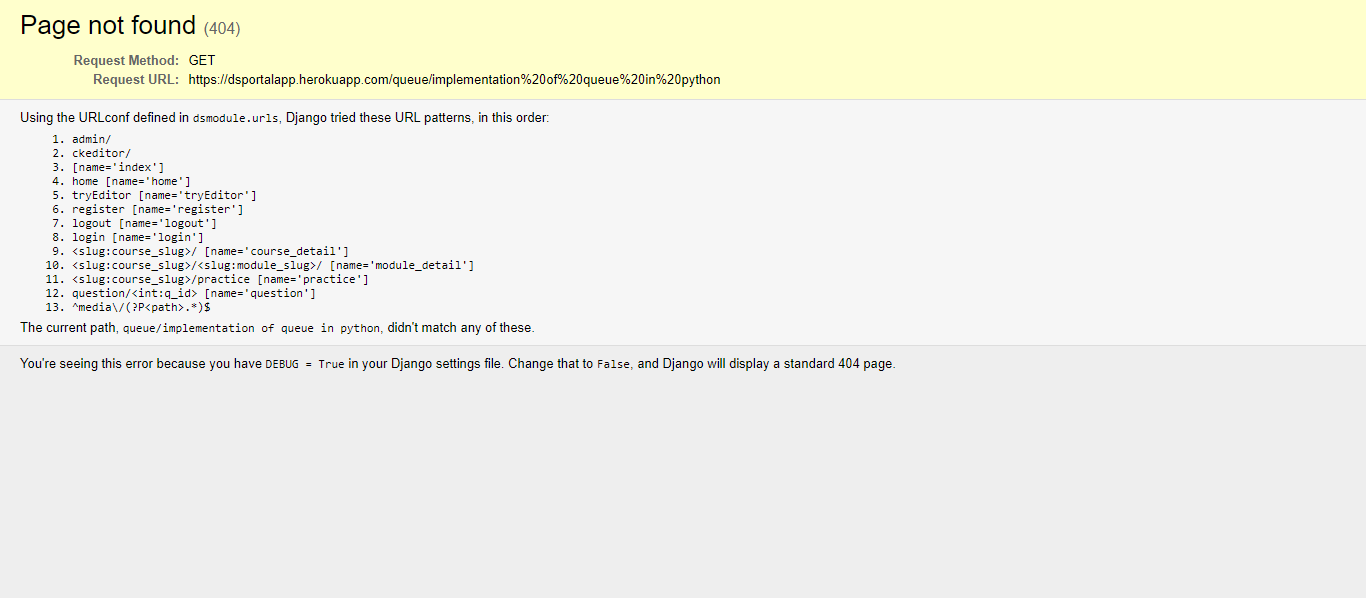 Page not found (404)
Request Method: GET
Request URL: https://dsportalapp.herokuapp.com/queue/implementation%20of%20queue%20in%20python
Using the URLconf defined in dsmodule.urls, Django tried these URL patterns, in this order:
1. admin/
2. ckeditor/
3. [name='index']
4. home [name='home']
5. tryEditor [name='tryEditor']
6. register [name='register']
7. logout [name='logout']
8. login [name='login']
9. <slug:course_slug>/ [name='course_detail']
10. <slug:course_slug>/<slug:module_slug>/ [name='module_detail']
11. <slug:course_slug>/practice [name='practice']
12. question/<int:q_id> [name='question']
13. ^media\/(?P<path>.*)$
The current path, queue/implementation of queue in python, didn't match any of these.
You're seeing this error because you have DEBUG = True in your Django settings file. Change that to False, and Django will display a standard 404 page.